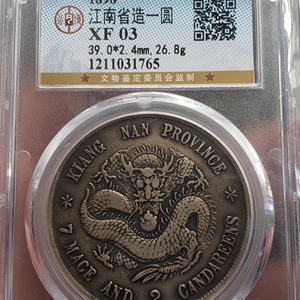 1898
江南省造一圆
XF 03
39.0*2.4mm,26.8g
1211031765
文物鉴定委员会监制
KIANG NAN PROVINCE
7 MACE AND 2 CANDAREENS